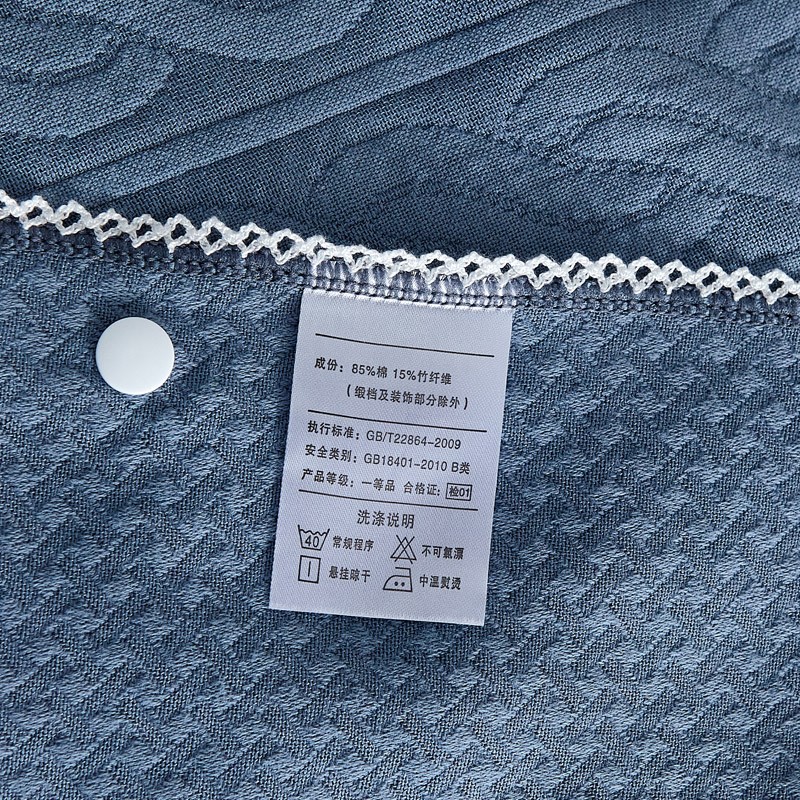 成份: 85%棉 15%竹纤维
(缎档及装饰部分除外)
执行标准: GB/T22864-2009
安全类别: GB18401-2010 B类
产品等级: 一等品 合格证: 检01
洗涤说明
40 常规程序 不可氯漂
悬挂晾干 中温熨烫